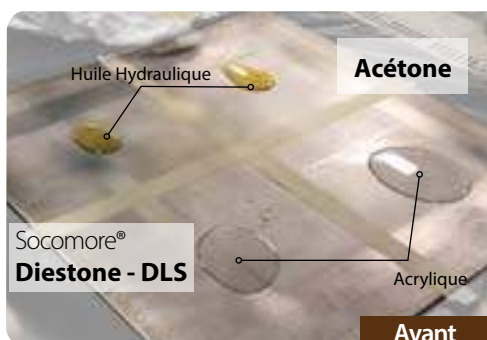 Huile Hydraulique
Acétone
Socomore®
Diestone - DLS
Acrylique
Avant